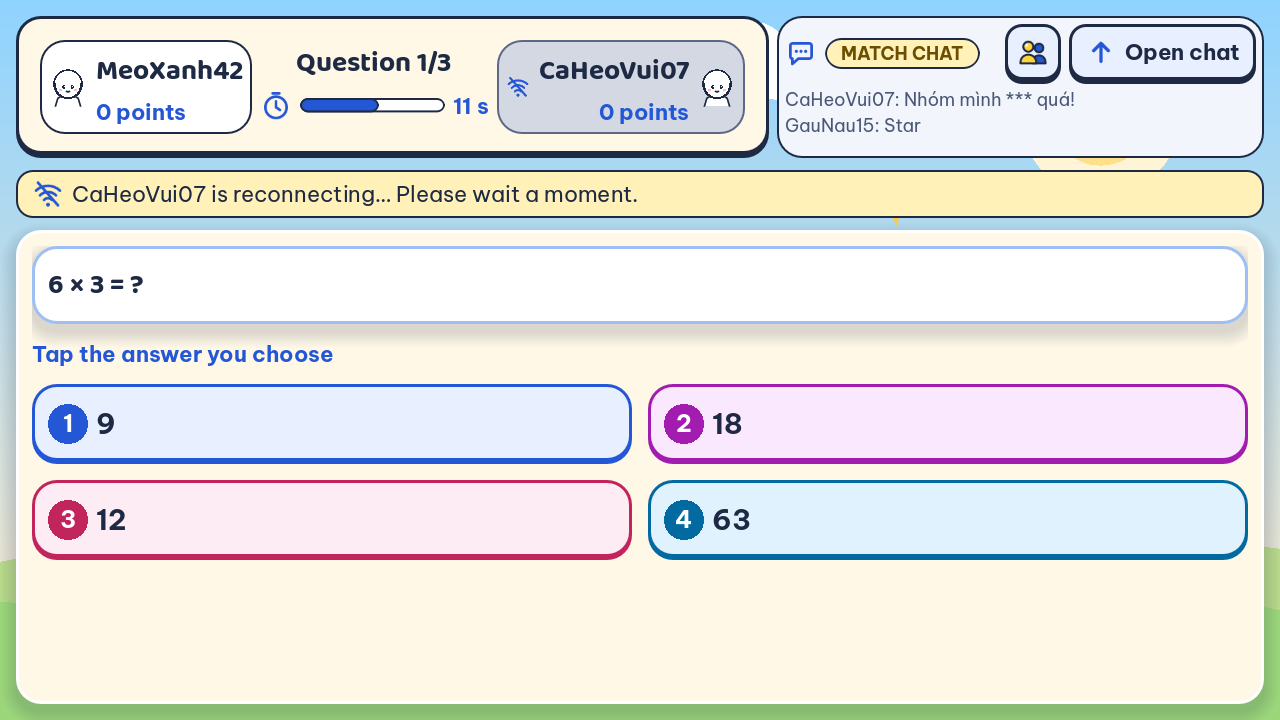 MeoXanh42
0 points
Question 1/3
11 s
CaHeoVui07
0 points
MATCH CHAT
Open chat
CaHeoVui07: Nhóm mình *** quá!
GauNau15: Star
CaHeoVui07 is reconnecting... Please wait a moment.
6 × 3 = ?
Tap the answer you choose
1 9
2 18
3 12
4 63